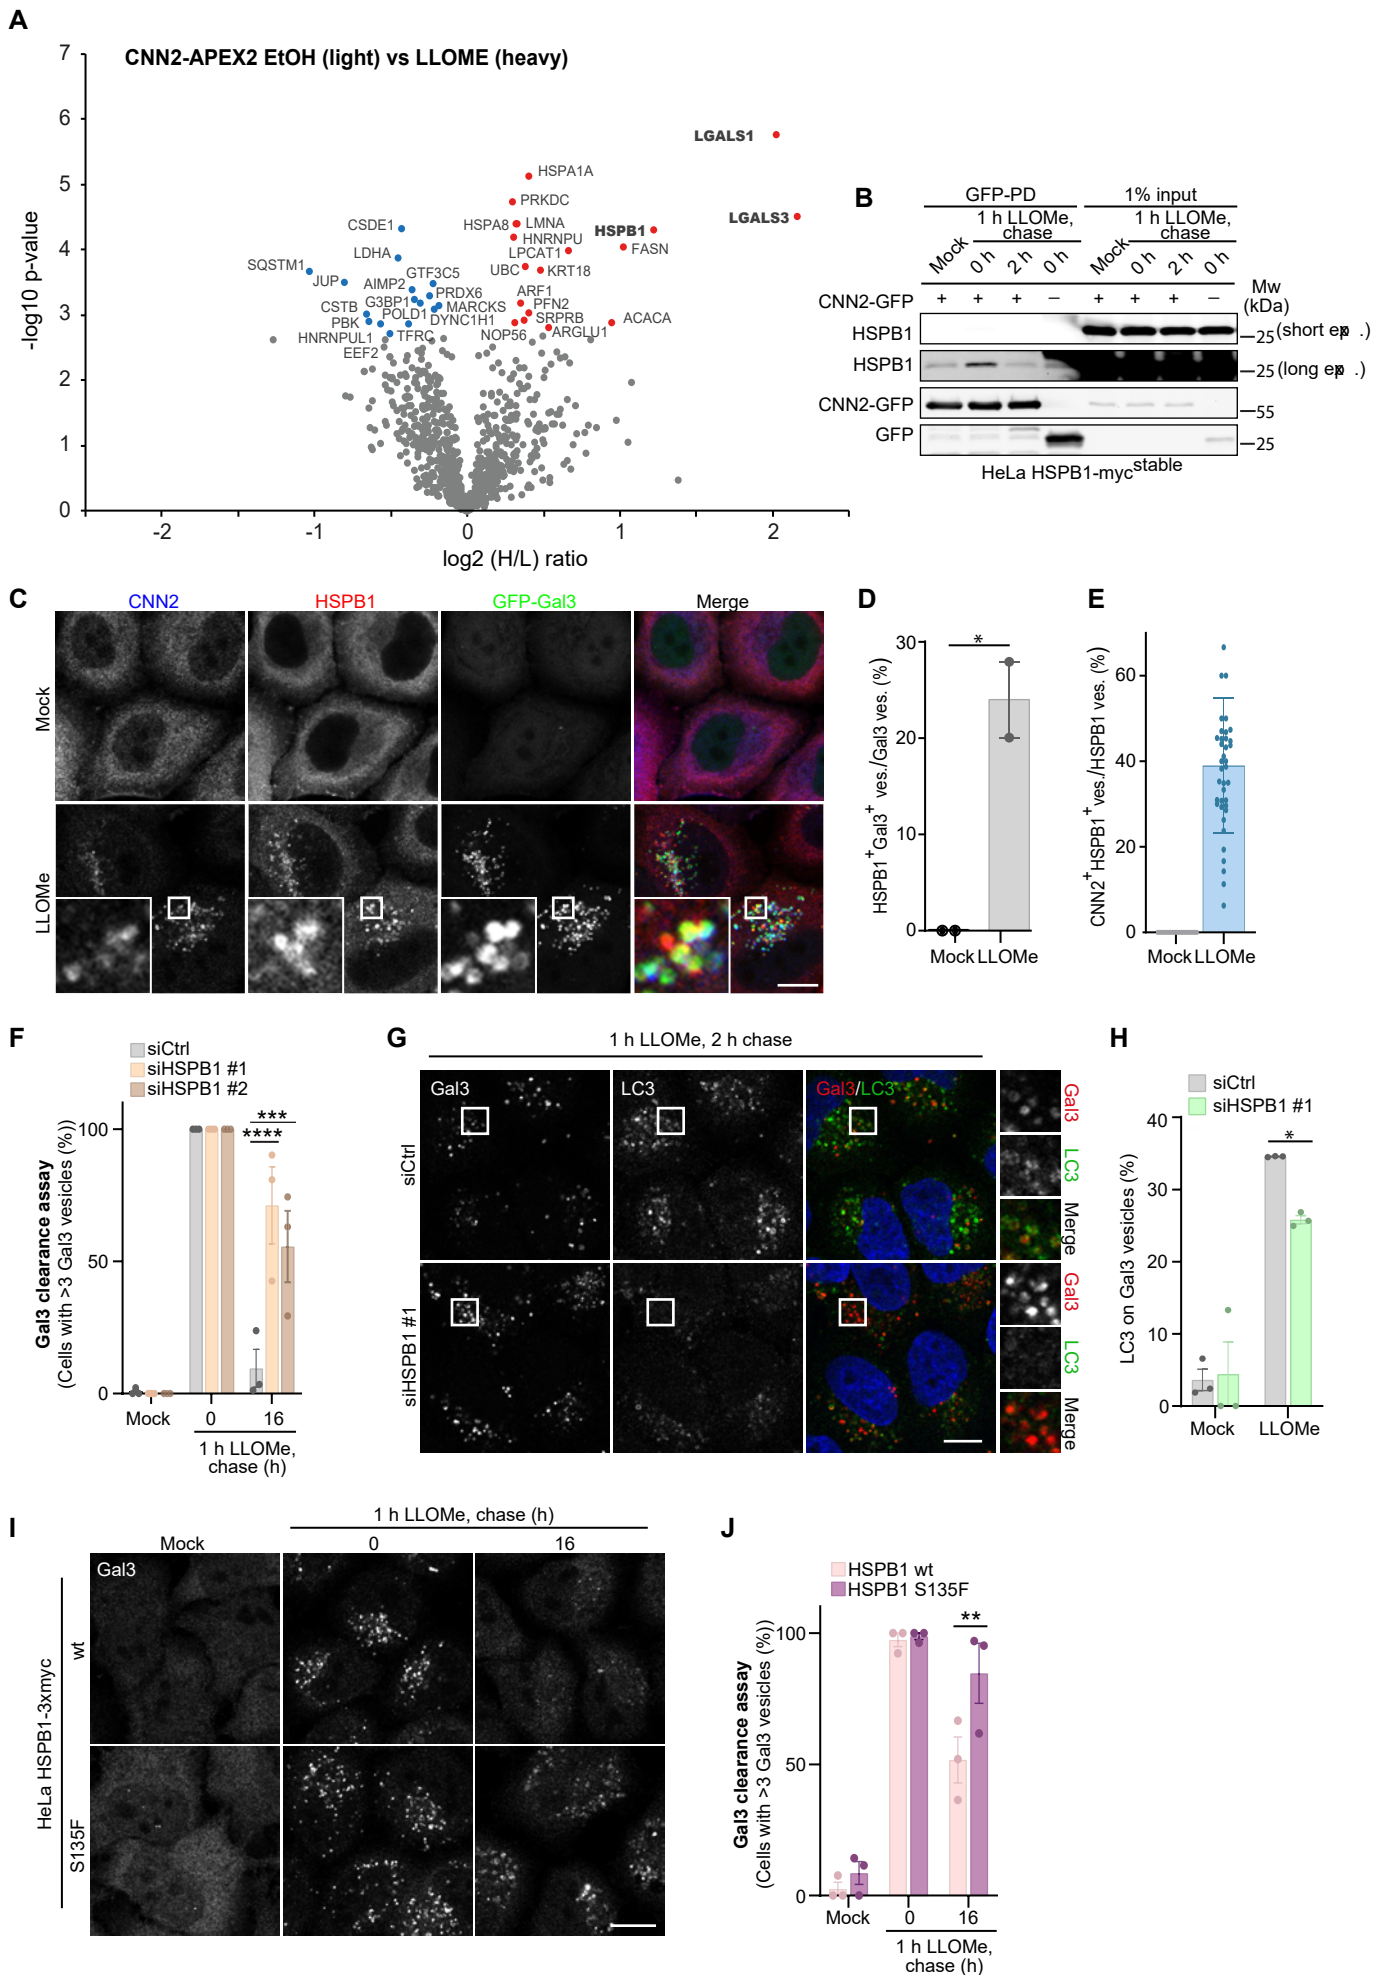 A
CNN2-APEX2 EtOH (light) vs LLOME (heavy)
-log10 p-value
7
6
5
4
3
2
1
0
-2
-1
0
1
2
log2 (H/L) ratio
LGALS1
HSPA1A
PRKDC
LGALS3
CSDE1
HSPA8
LMNA
HSPB1
HNRNPU
FASN
LDHA
LPCAT1
SQSTM1
UBC
KRT18
JUP
GTF3C5
AIMP2
ARF1
PRDX6
G3BP1
PFN2
MARCKS
CSTB
POLD1
SRPRB
ACACA
PBK
DYNC1H1
HNRNPUL1
TFRC
NOP56
ARGLU1
EEF2
B
GFP-PD
1% input
1 h LLOMe,
chase
1 h LLOMe,
chase
Mock
0 h
2 h
0 h
Mock
0 h
2 h
0 h
Mw
(kDa)
CNN2-GFP
+ + + – + + + –
HSPB1
25 (short exp.)
HSPB1
25 (long exp.)
CNN2-GFP
55
GFP
25
HeLa HSPB1-myc stable
C
CNN2
HSPB1
GFP-Gal3
Merge
Mock
LLOMe
D
HSPB1+Gal3+ ves./Gal3 ves. (%)
30
20
10
0
*
Mock LLOMe
E
CNN2+HSPB1+ ves./HSPB1 ves. (%)
60
40
20
0
Mock LLOMe
F
siCtrl
siHSPB1 #1
siHSPB1 #2
Gal3 clearance assay
(Cells with >3 Gal3 vesicles (%))
100
50
0
***
****
Mock
0
16
1 h LLOMe,
chase (h)
G
1 h LLOMe, 2 h chase
Gal3
LC3
Gal3/LC3
siCtrl
siHSPB1 #1
Gal3
LC3
Merge
Gal3
LC3
Merge
H
siCtrl
siHSPB1 #1
LC3 on Gal3 vesicles (%)
40
30
20
10
0
*
Mock
LLOMe
I
1 h LLOMe, chase (h)
Mock
0
16
Gal3
HeLa HSPB1-3xmyc
wt
S135F
J
HSPB1 wt
HSPB1 S135F
Gal3 clearance assay
(Cells with >3 Gal3 vesicles (%))
100
50
0
**
Mock
0
16
1 h LLOMe,
chase (h)